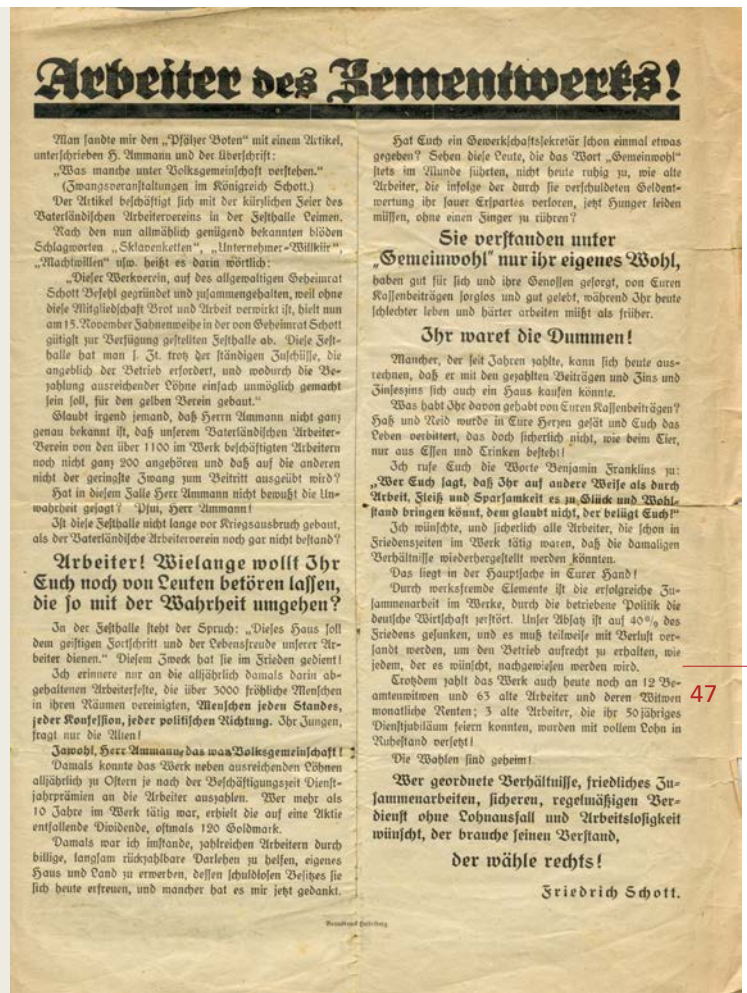 Arbeiter des Zementwerks!
Man sandte mir den „Pfälzer Boten“ mit einem Artikel,
unterschrieben H. Ammann und der Überschrift:
„Was manche unter Volksgemeinschaft verstehen.“
(Zwangsveranstaltungen im Königreich Schott.)
Der Artikel beschäftigt sich mit der kürzlichen Feier des
Vaterländischen Arbeitervereins in der Festhalle Leimen.
Nach den nun allmählich genügend bekannten blöden
Schlagworten „Sklavenketten“, „Unternehmer-Willkür“,
„Machtwillen“ usw. heißt es darin wörtlich:
„Dieser Werkverein, auf des allgewaltigen Geheimrat
Schott Befehl gegründet und zusammengehalten, weil ohne
diese Mitgliedschaft Brot und Arbeit verwirkt ist, hielt nun
am 15. November Fahnenweihe in der von Geheimrat Schott
gütigst zur Verfügung gestellten Festhalle ab. Diese Fest-
halle hat man s. Zt. trotz der ständigen Zuschüsse, die
angeblich der Betrieb erfordert, und wodurch die Be-
zahlung ausreichender Löhne einfach unmöglich gemacht
sein soll, für den gelben Verein gebaut.“
Glaubt irgend jemand, daß Herrn Ammann nicht ganz
genau bekannt ist, daß unserem Vaterländischen Arbeiter-
Verein von den über 1100 im Werk beschäftigten Arbeitern
noch nicht ganz 200 angehören und daß auf die anderen
nicht der geringste Zwang zum Beitritt ausgeübt wird?
Hat in diesem Falle Herr Ammann nicht bewußt die Un-
wahrheit gesagt? Pfui, Herr Ammann!
Ist diese Festhalle nicht lange vor Kriegsausbruch gebaut,
als der Vaterländische Arbeiterverein noch gar nicht bestand?
Arbeiter! Wielange wollt Ihr
Euch noch von Leuten betören lassen,
die so mit der Wahrheit umgehen?
In der Festhalle steht der Spruch: „Dieses Haus soll
dem geistigen Fortschritt und der Lebensfreude unserer Ar-
beiter dienen.“ Diesem Zweck hat sie im Frieden gedient!
Ich erinnere nur an die alljährlich damals darin ab-
gehaltenen Arbeiterfeste, die über 3000 fröhliche Menschen
in ihren Räumen vereinigten, Menschen jeden Standes,
jeder Konfession, jeder politischen Richtung. Ihr Jungen,
fragt nur die Alten!
Jawohl, Herr Ammann, das war Volksgemeinschaft!
Damals konnte das Werk neben ausreichenden Löhnen
alljährlich zu Ostern je nach der Beschäftigungszeit Dienst-
jahrprämien an die Arbeiter auszahlen. Wer mehr als
10 Jahre im Werk tätig war, erhielt die auf eine Aktie
entfallende Dividende, oftmals 120 Goldmark.
Damals war ich imstande, zahlreichen Arbeitern durch
billige, langsam rückzahlbare Darlehen zu helfen, eigenes
Haus und Land zu erwerben, dessen schuldlosen Besitzes sie
sich heute erfreuen, und mancher hat es mir jetzt gedankt.
Hat Euch ein Gewerkschaftssekretär schon einmal etwas
gegeben? Sehen diese Leute, die das Wort „Gemeinwohl“
stets im Munde führten, nicht heute ruhig zu, wie alte
Arbeiter, die infolge der durch sie verschuldeten Geldent-
wertung ihr sauer Erspartes verloren, jetzt Hunger leiden
müssen, ohne einen Finger zu rühren?
Sie verstanden unter
„Gemeinwohl“ nur ihr eigenes Wohl,
haben gut für sich und ihre Genossen gesorgt, von Euren
Kassenbeiträgen sorglos und gut gelebt, während Ihr heute
schlechter leben und härter arbeiten müßt als früher.
Ihr waret die Dummen!
Mancher, der seit Jahren zahlte, kann sich heute aus-
rechnen, daß er mit den gezahlten Beiträgen und Zins und
Zinseszins sich auch ein Haus kaufen könnte.
Was habt Ihr davon gehabt von Euren Kassenbeiträgen?
Haß und Neid wurde in Eure Herzen gesät und Euch das
Leben verbittert, das doch sicherlich nicht, wie beim Tier,
nur aus Essen und Trinken besteht!
Ich rufe Euch die Worte Benjamin Franklins zu:
„Wer Euch sagt, daß Ihr auf andere Weise als durch
Arbeit, Fleiß und Sparsamkeit es zu Glück und Wohl-
stand bringen könnt, dem glaubt nicht, der belügt Euch!“
Ich wünschte, und sicherlich alle Arbeiter, die schon in
Friedenszeiten im Werk tätig waren, daß die damaligen
Verhältnisse wiederhergestellt werden könnten.
Das liegt in der Hauptsache in Eurer Hand!
Durch werksfremde Elemente ist die erfolgreiche Zu-
sammenarbeit im Werke, durch die betriebene Politik die
deutsche Wirtschaft zerstört. Unser Absatz ist auf 40% des
Friedens gesunken, und es muß teilweise mit Verlust ver-
sandt werden, um den Betrieb aufrecht zu erhalten, wie
jedem, der es wünscht, nachgewiesen werden wird.
Trotzdem zahlt das Werk auch heute noch an 12 Be-
amtenwitwen und 63 alte Arbeiter und deren Witwen
monatliche Renten; 3 alte Arbeiter, die ihr 50jähriges
Dienstjubiläum feiern konnten, wurden mit vollem Lohn in
Ruhestand versetzt!
Die Wahlen sind geheim!
Wer geordnete Verhältnisse, friedliches Zu-
sammenarbeiten, sicheren, regelmäßigen Ver-
dienst ohne Lohnausfall und Arbeitslosigkeit
wünscht, der brauche seinen Verstand,
der wähle rechts!
Friedrich Schott.
47